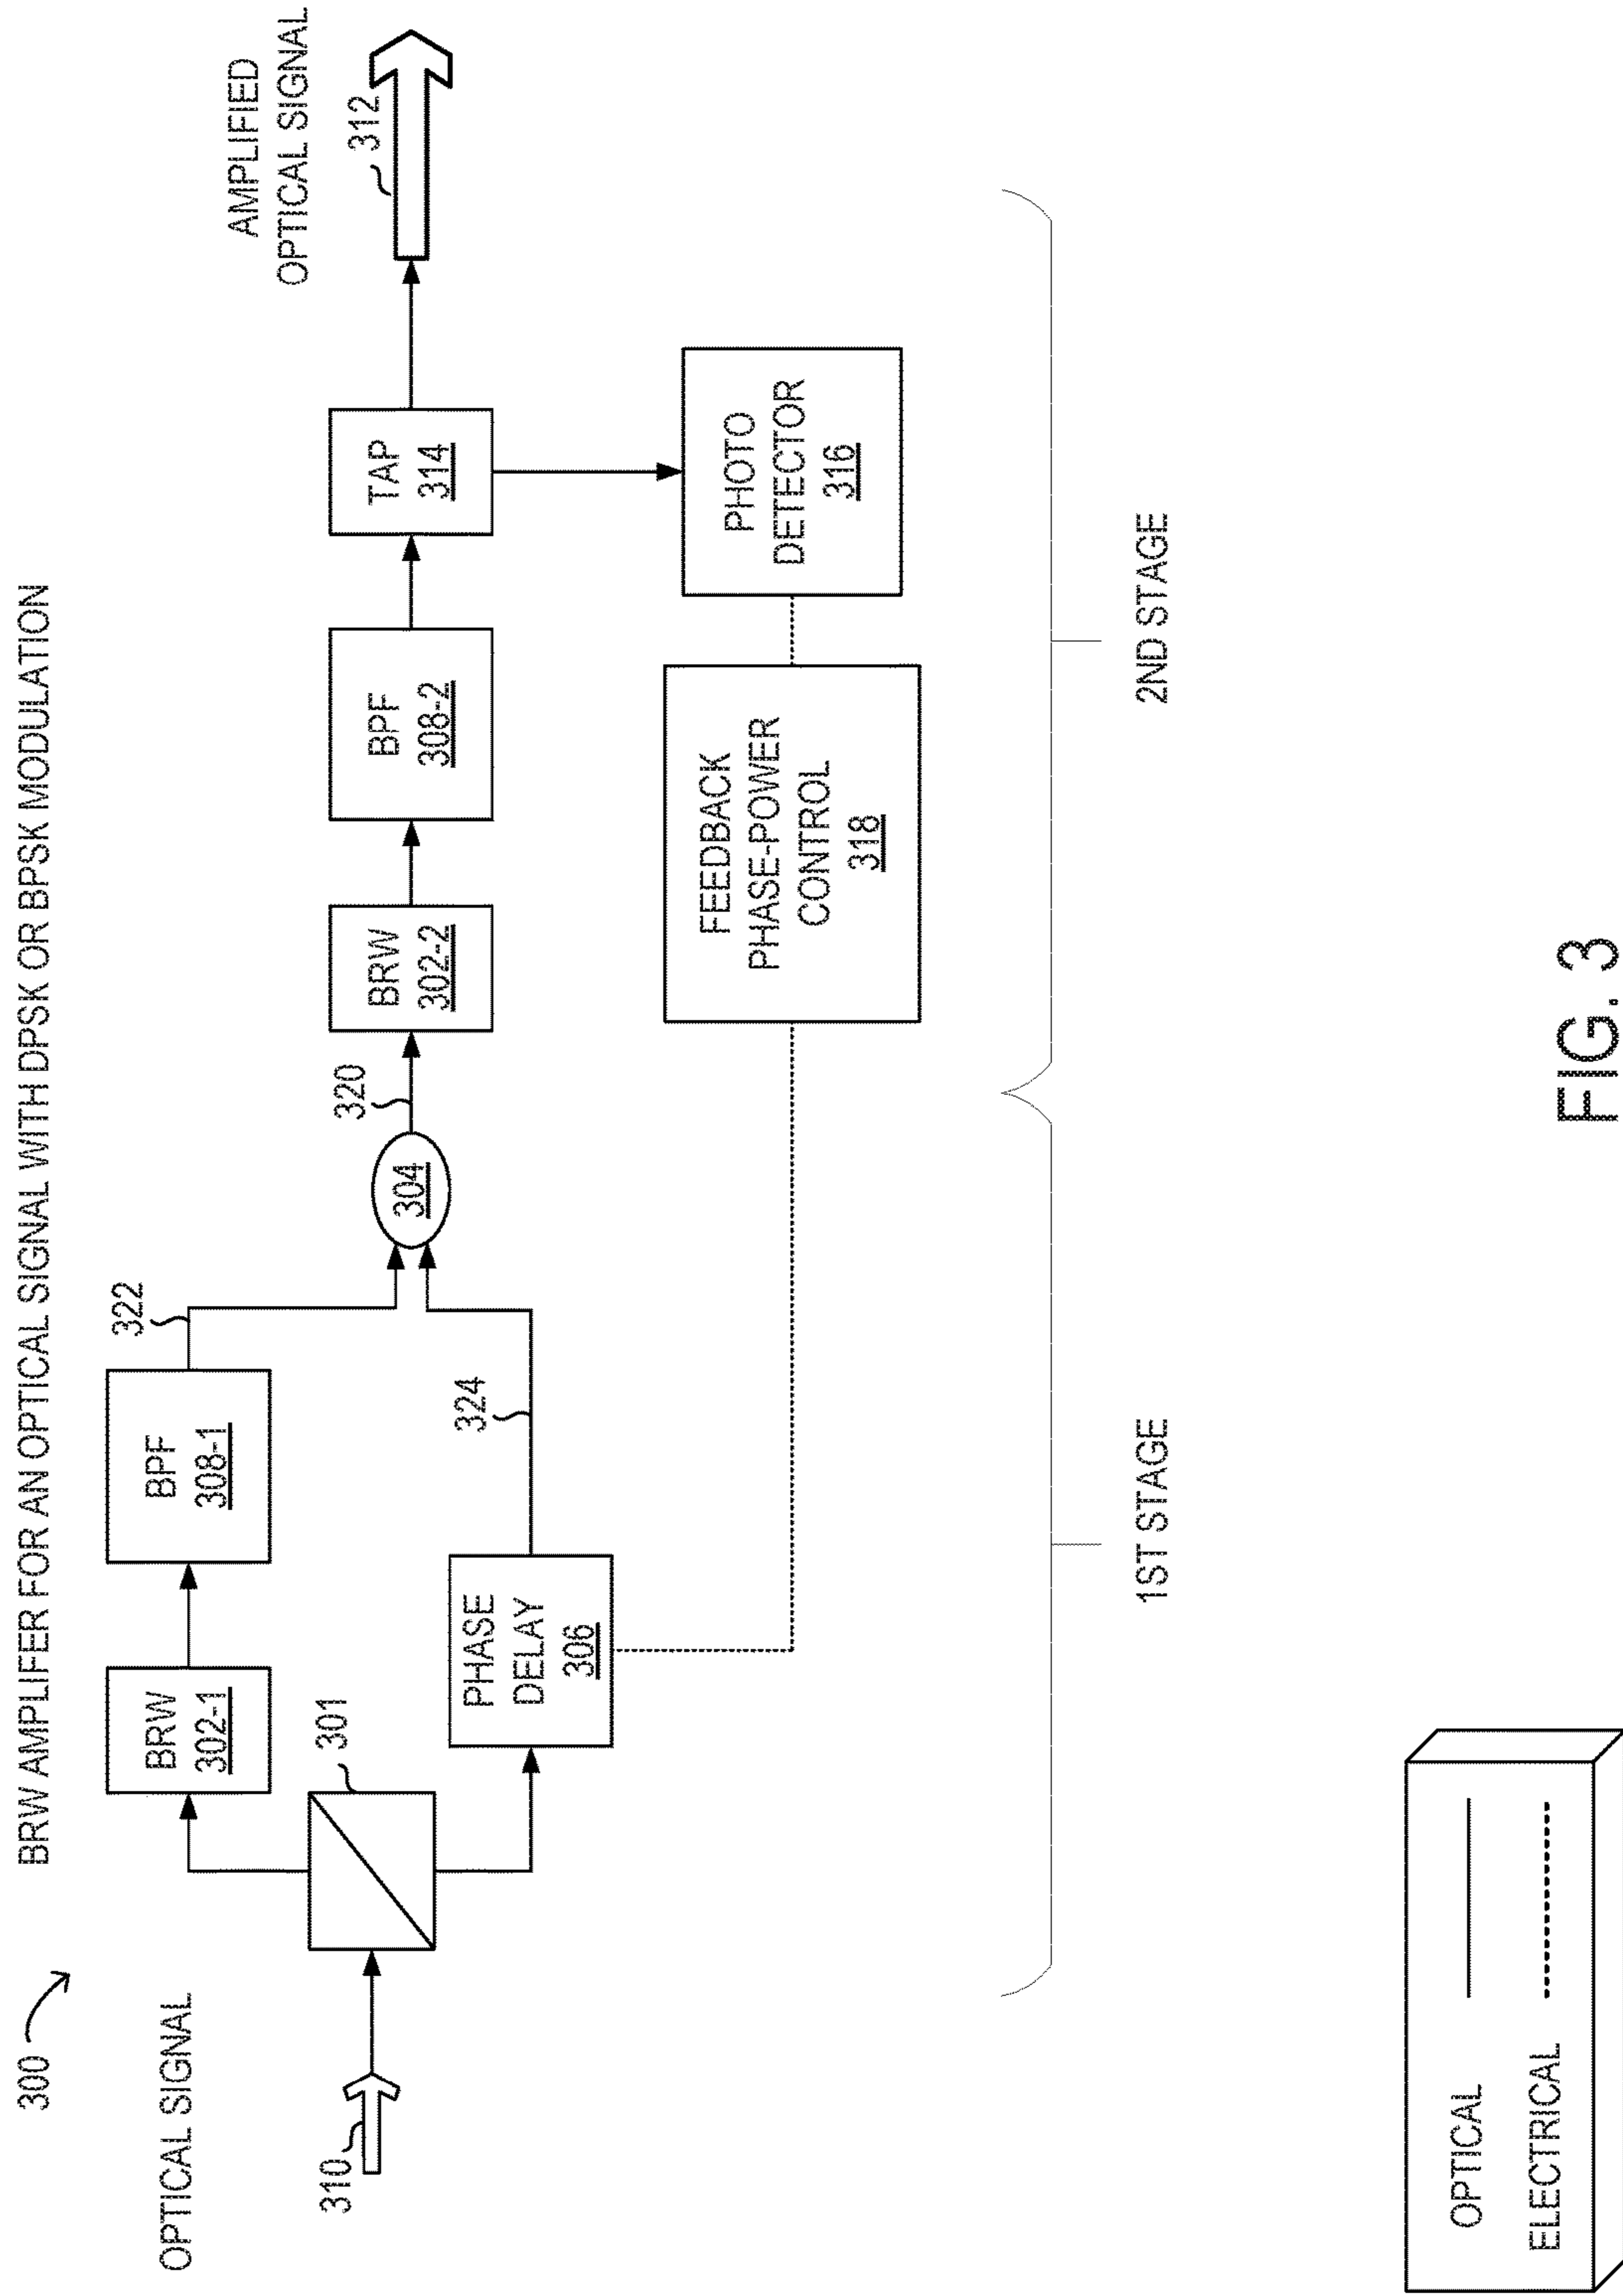 BRW AMPLIFER FOR AN OPTICAL SIGNAL WITH DPSK OR BPSK MODULATION
300
OPTICAL SIGNAL
310
301
BRW
302-1
BPF
308-1
322
PHASE
DELAY
306
324
304
320
BRW
302-2
BPF
308-2
TAP
314
AMPLIFIED
OPTICAL SIGNAL
312
PHOTO
DETECTOR
316
FEEDBACK
PHASE-POWER
CONTROL
318
1ST STAGE
2ND STAGE
OPTICAL
ELECTRICAL
FIG. 3